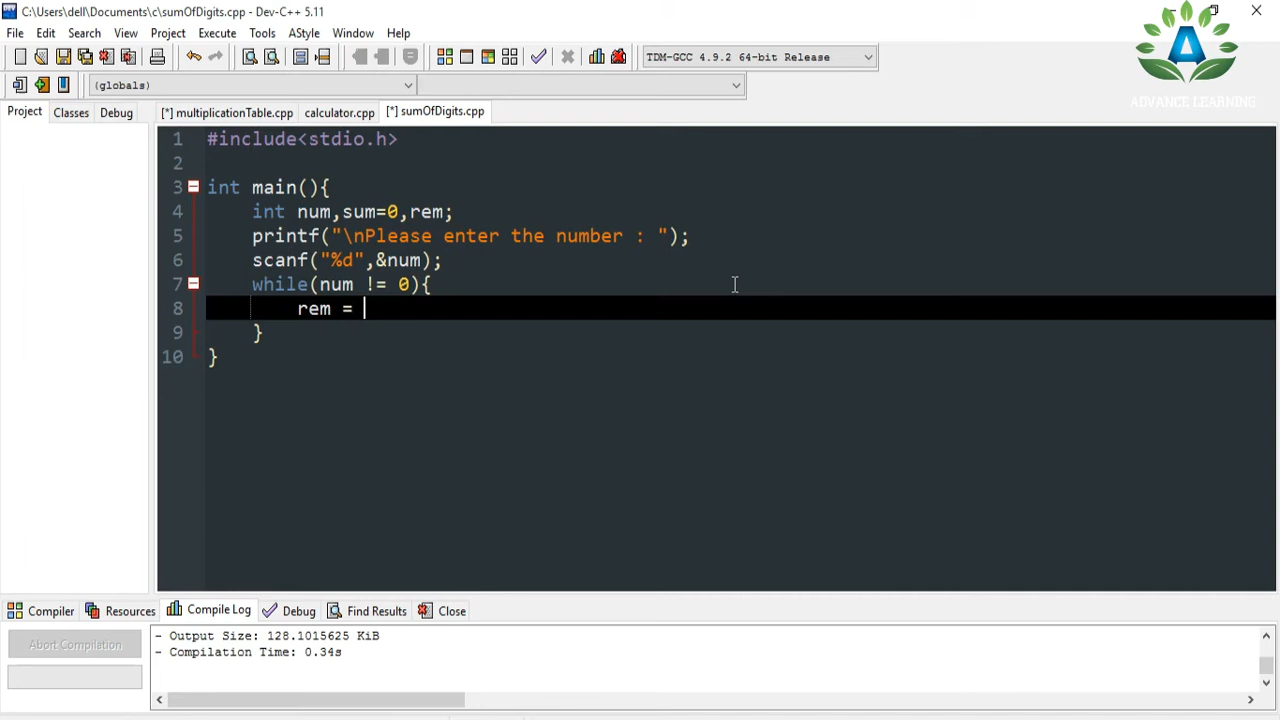 C:\Users\dell\Documents\c\sumOfDigits.cpp - Dev-C++ 5.11
File Edit Search View Project Execute Tools AStyle Window Help
TDM-GCC 4.9.2 64-bit Release
(globals)
ADVANCE LEARNING
Project Classes Debug [*] multiplicationTable.cpp calculator.cpp [*] sumOfDigits.cpp
1 #include<stdio.h>
2
3 int main(){
4 int num,sum=0,rem;
5 printf("\nPlease enter the number : ");
6 scanf("%d",&num);
7 while(num != 0){
8 rem =
9 }
10 }
Compiler Resources Compile Log Debug Find Results Close
Abort Compilation
- Output Size: 128.1015625 KiB
- Compilation Time: 0.34s